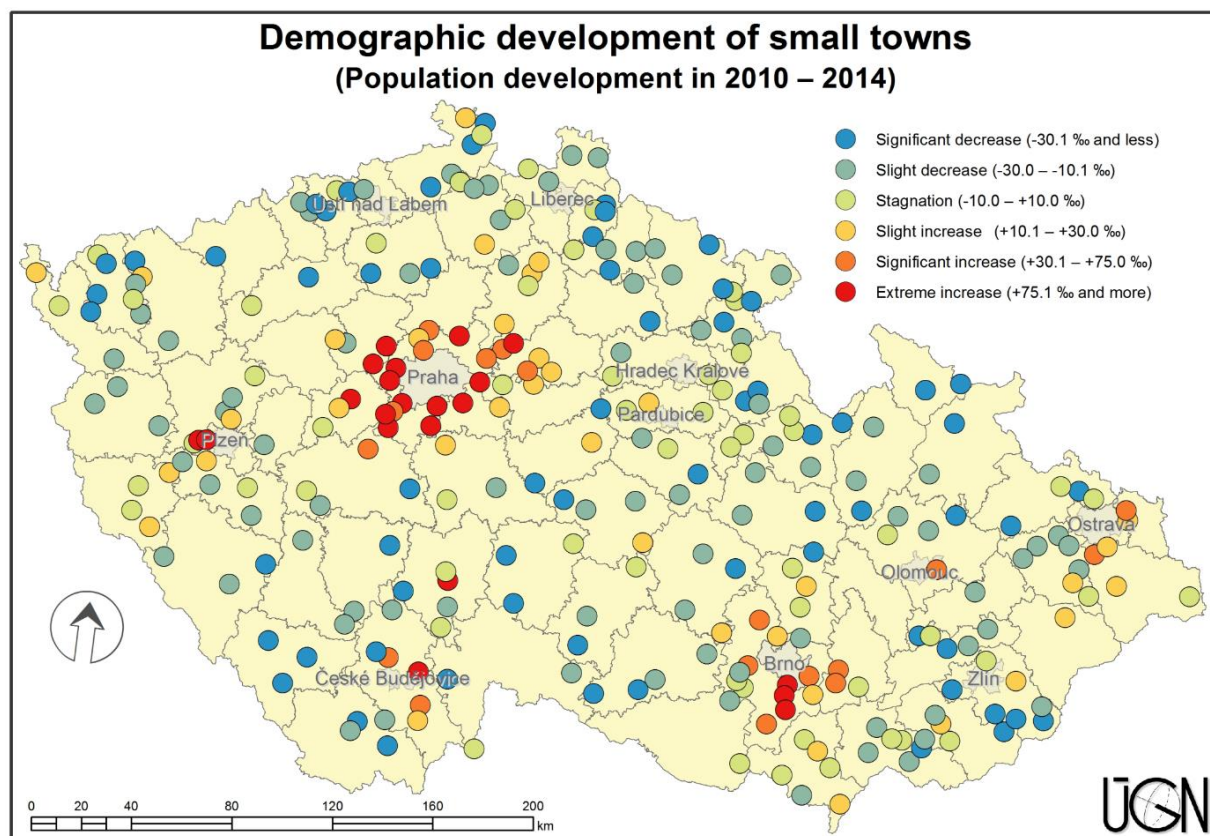 Demographic development of small towns
(Population development in 2010 – 2014)
Significant decrease (-30.1 ‰ and less)
Slight decrease (-30.0 – -10.1 ‰)
Stagnation (-10.0 – +10.0 ‰)
Slight increase (+10.1 – +30.0 ‰)
Significant increase (+30.1 – +75.0 ‰)
Extreme increase (+75.1 ‰ and more)
Ústí nad Labem
Liberec
Praha
Hradec Králové
Pardubice
Plzeň
Ostrava
Olomouc
Brno
Zlín
České Budějovice
0 20 40 80 120 160 200
km
ÚGN